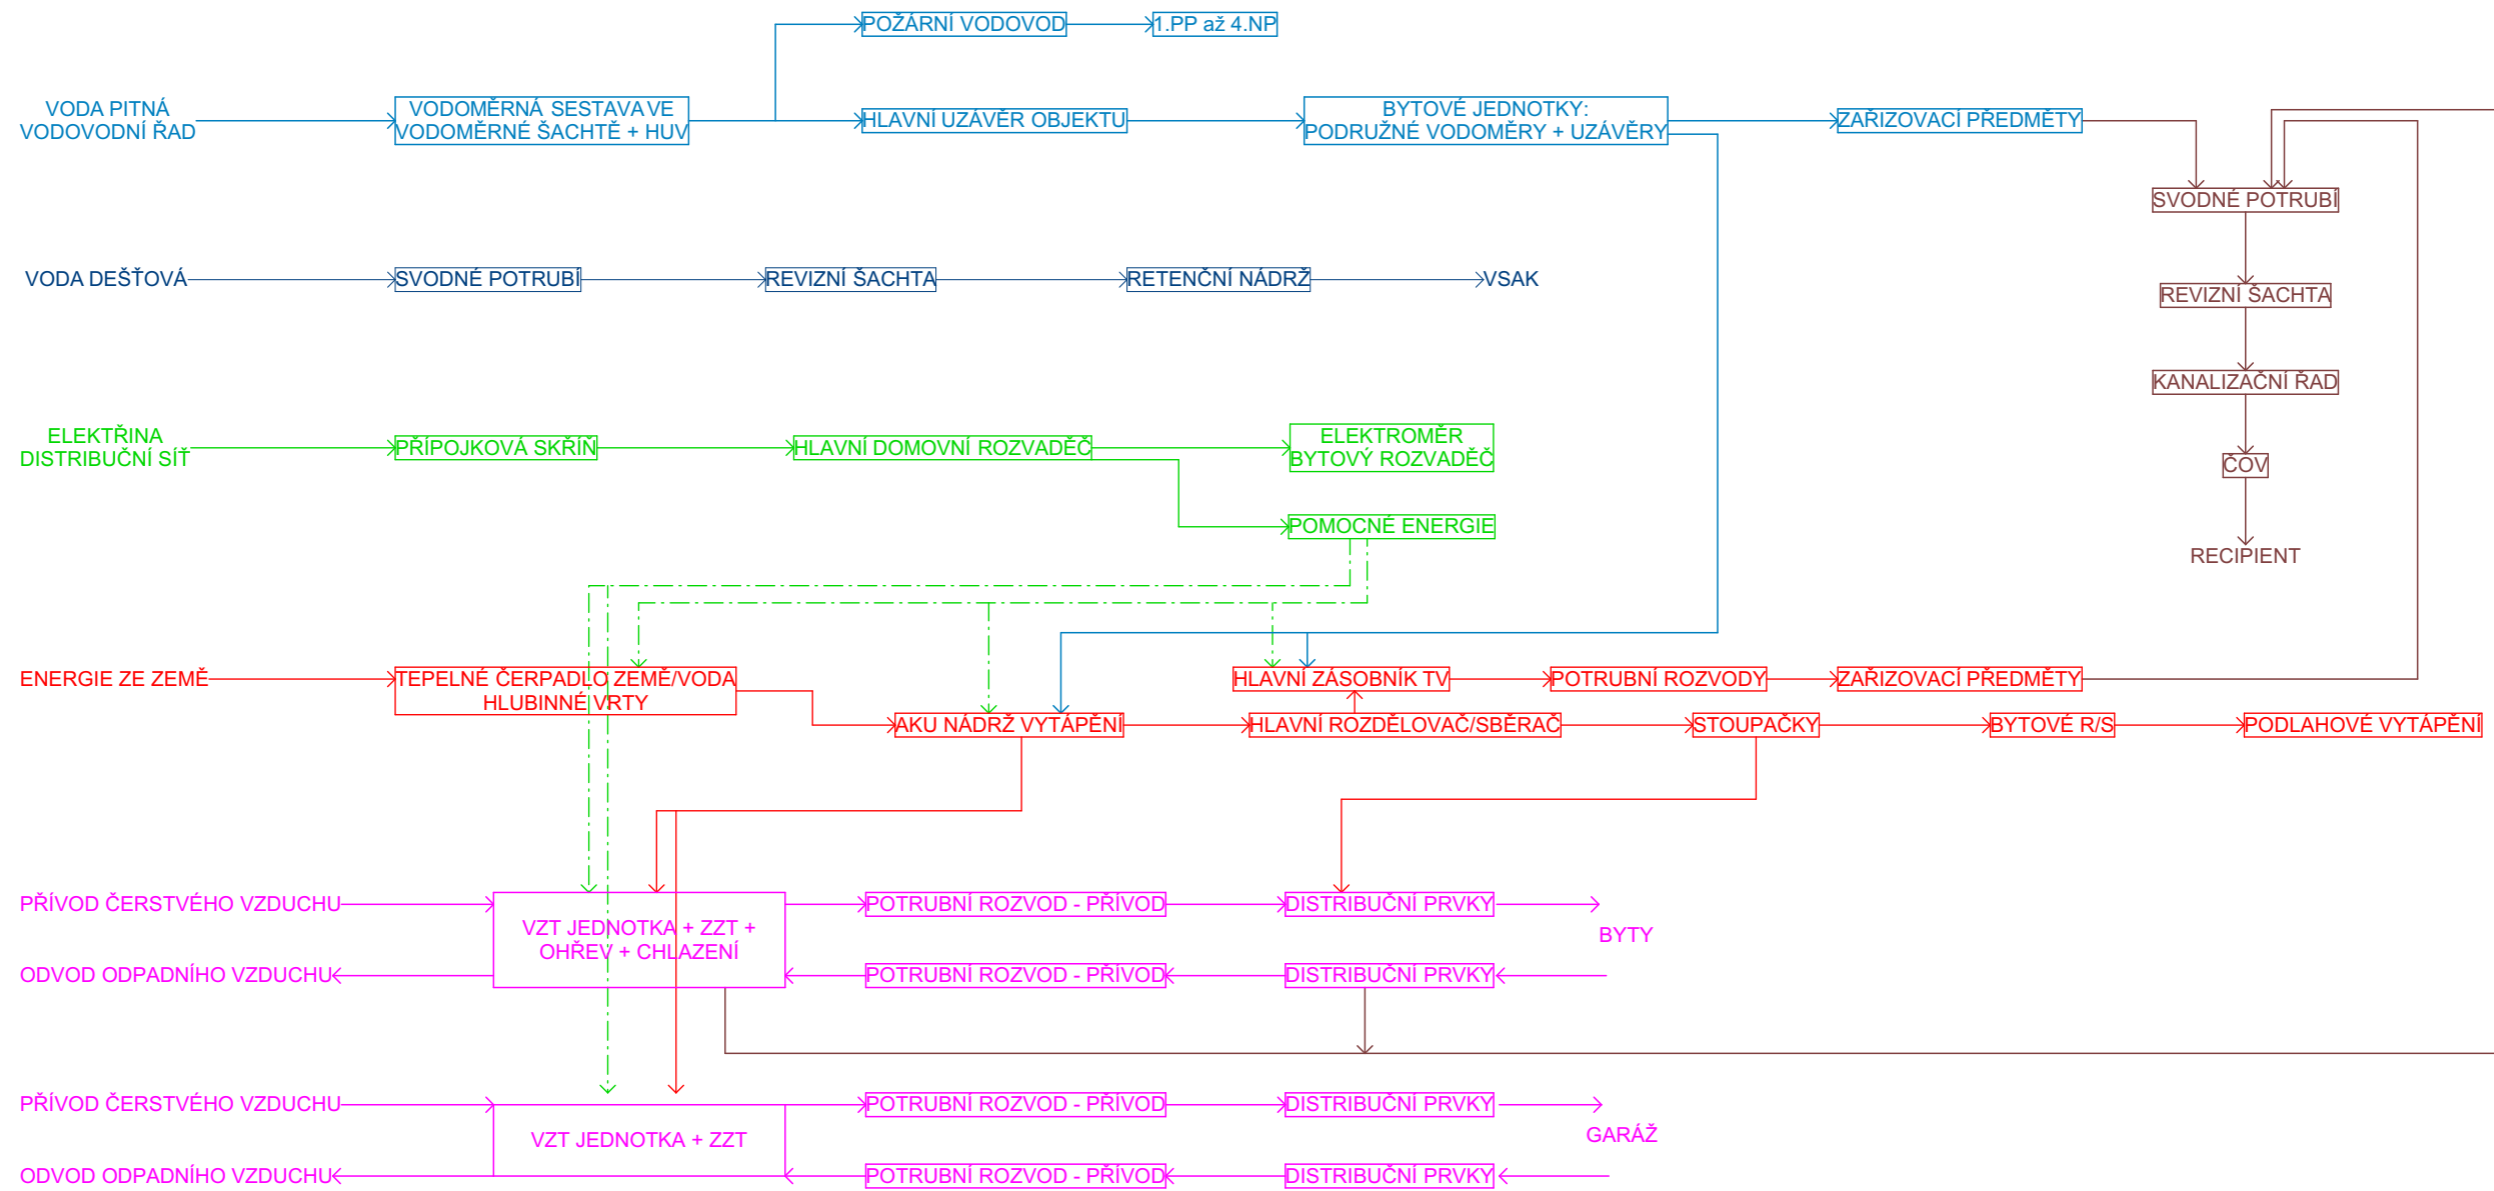 POŽÁRNÍ VODOVOD
1.PP až 4.NP
VODA PITNÁ
VODOVODNÍ ŘAD
VODOMĚRNÁ SESTAVA VE
VODOMĚRNÉ ŠACHTĚ + HUV
HLAVNÍ UZÁVĚR OBJEKTU
BYTOVÉ JEDNOTKY:
PODRUŽNÉ VODOMĚRY + UZÁVĚRY
ZAŘIZOVACÍ PŘEDMĚTY
SVODNÉ POTRUBÍ
REVIZNÍ ŠACHTA
KANALIZAČNÍ ŘAD
ČOV
RECIPIENT
VODA DEŠŤOVÁ
SVODNÉ POTRUBÍ
REVIZNÍ ŠACHTA
RETENČNÍ NÁDRŽ
VSAK
ELEKTŘINA
DISTRIBUČNÍ SÍŤ
PŘÍPOJKOVÁ SKŘÍŇ
HLAVNÍ DOMOVNÍ ROZVADĚČ
ELEKTROMĚR
BYTOVÝ ROZVADĚČ
POMOCNÉ ENERGIE
ENERGIE ZE ZEMĚ
TEPELNÉ ČERPADLO ZEMĚ/VODA
HLUBINNÉ VRTY
HLAVNÍ ZÁSOBNÍK TV
POTRUBNÍ ROZVODY
ZAŘIZOVACÍ PŘEDMĚTY
AKU NÁDRŽ VYTÁPĚNÍ
HLAVNÍ ROZDĚLOVAČ/SBĚRAČ
STOUPAČKY
BYTOVÉ R/S
PODLAHOVÉ VYTÁPĚNÍ
PŘÍVOD ČERSTVÉHO VZDUCHU
VZT JEDNOTKA + ZZT +
OHŘEV + CHLAZENÍ
POTRUBNÍ ROZVOD - PŘÍVOD
DISTRIBUČNÍ PRVKY
BYTY
ODVOD ODPADNÍHO VZDUCHU
POTRUBNÍ ROZVOD - PŘÍVOD
DISTRIBUČNÍ PRVKY
PŘÍVOD ČERSTVÉHO VZDUCHU
VZT JEDNOTKA + ZZT
POTRUBNÍ ROZVOD - PŘÍVOD
DISTRIBUČNÍ PRVKY
GARÁŽ
ODVOD ODPADNÍHO VZDUCHU
POTRUBNÍ ROZVOD - PŘÍVOD
DISTRIBUČNÍ PRVKY